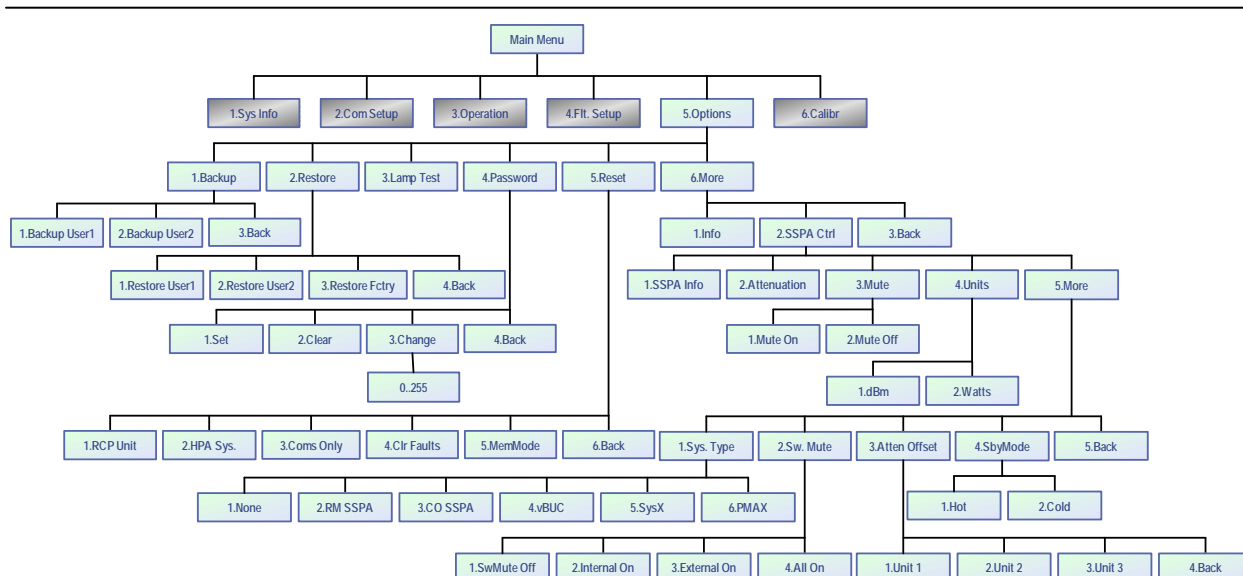 Main Menu
1.Sys Info
2.Com Setup
3.Operation
4.Flt. Setup
5.Options
6.Calibr
1.Backup
2.Restore
3.Lamp Test
4.Password
5.Reset
6.More
1.Backup User1
2.Backup User2
3.Back
1.Info
2.SSPA Ctrl
3.Back
1.Restore User1
2.Restore User2
3.Restore Fctry
4.Back
1.SSPA Info
2.Attenuation
3.Mute
4.Units
5.More
1.Set
2.Clear
3.Change
4.Back
1.Mute On
2.Mute Off
0..255
1.dBm
2.Watts
1.RCP Unit
2.HPA Sys.
3.Coms Only
4.Clr Faults
5.MemMode
6.Back
1.Sys. Type
2.Sw. Mute
3.Atten Offset
4.SbyMode
5.Back
1.None
2.RM SSPA
3.CO SSPA
4.vBUC
5.SysX
6.PMAX
1.Hot
2.Cold
1.SwMute Off
2.Internal On
3.External On
4.All On
1.Unit 1
2.Unit 2
3.Unit 3
4.Back